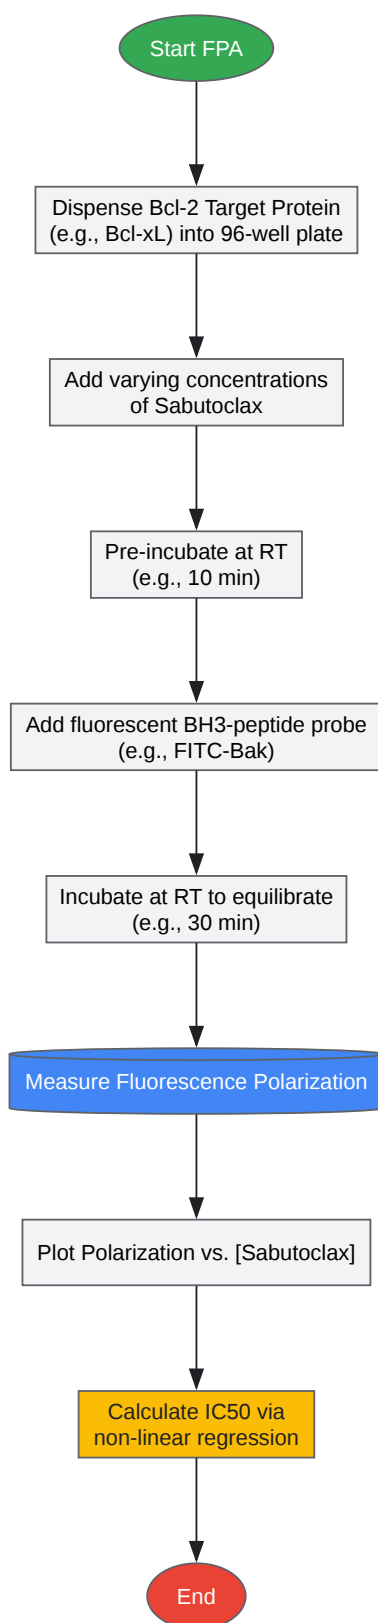 Start FPA
Dispense Bcl-2 Target Protein
(e.g., Bcl-xL) into 96-well plate
Add varying concentrations
of Sabutoclax
Pre-incubate at RT
(e.g., 10 min)
Add fluorescent BH3-peptide probe
(e.g., FITC-Bak)
Incubate at RT to equilibrate
(e.g., 30 min)
Measure Fluorescence Polarization
Plot Polarization vs. [Sabutoclax]
Calculate IC50 via
non-linear regression
End